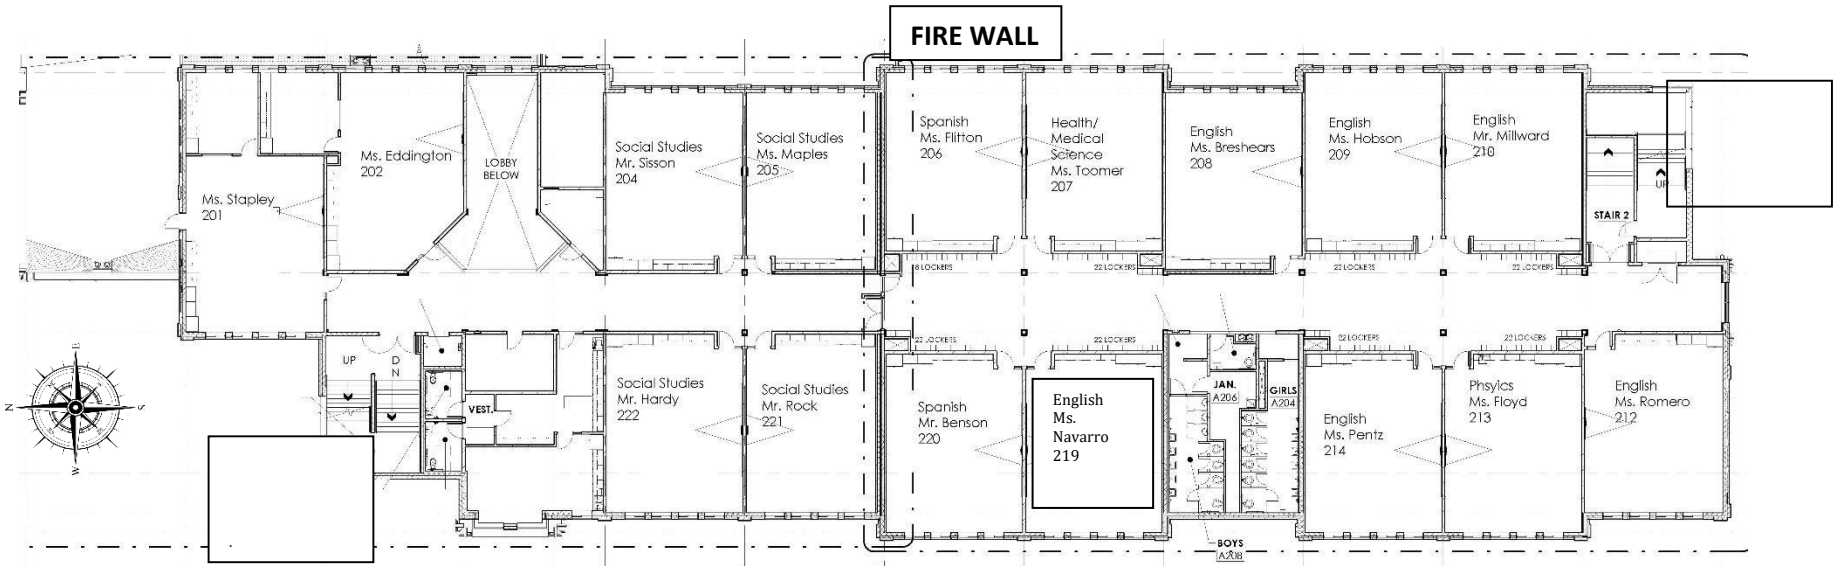 FIRE WALL
Ms. Stapley
201
Ms. Eddington
202
LOBBY
BELOW
Social Studies
Mr. Sisson
204
Social Studies
Ms. Maples
205
Spanish
Ms. Flitton
206
Health/
Medical
Science
Ms. Toomer
207
English
Ms. Breshears
208
English
Ms. Hobson
209
English
Mr. Millward
210
UP
STAIR 2
8 LOCKERS
22 LOCKERS
22 LOCKERS
22 LOCKERS
22 LOCKERS
22 LOCKERS
22 LOCKERS
22 LOCKERS
UP
D
N
VEST.
Social Studies
Mr. Hardy
222
Social Studies
Mr. Rock
221
Spanish
Mr. Benson
220
English
Ms.
Navarro
219
JAN.
A206
GIRLS
A204
BOYS
A208
English
Ms. Pentz
214
Phsyics
Ms. Floyd
213
English
Ms. Romero
212
E
N
S
W